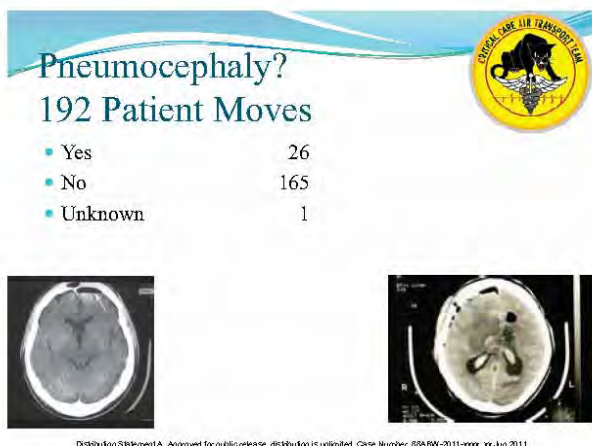 Pneumocephaly?
192 Patient Moves
CRITICAL CARE AIR TRANSPORT TEAM
• Yes 26
• No 165
• Unknown 1
R
L
Distribution Statement A. Approved for public release, distribution is unlimited. Case Number